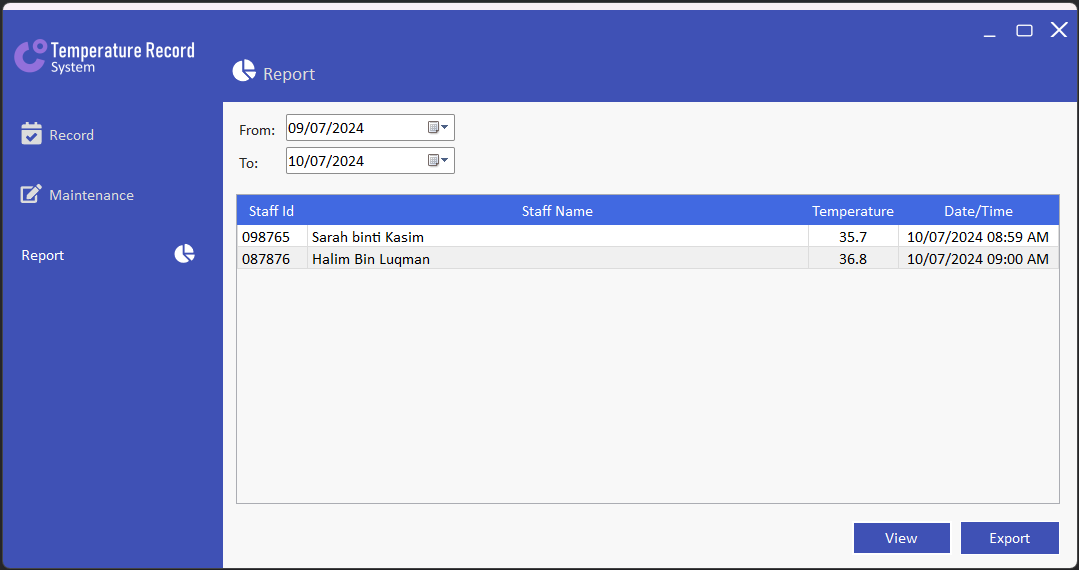 Temperature Record
System
Report
Record
Maintenance
Report
From: 09/07/2024
To: 10/07/2024
Staff Id Staff Name Temperature Date/Time
098765 Sarah binti Kasim 35.7 10/07/2024 08:59 AM
087876 Halim Bin Luqman 36.8 10/07/2024 09:00 AM
View Export